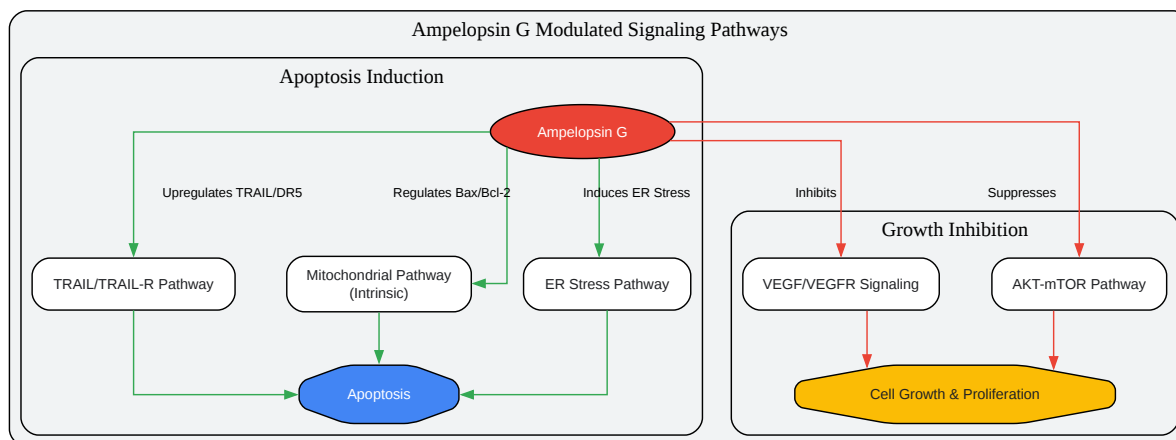 Ampelopsin G Modulated Signaling Pathways
Apoptosis Induction
Ampelopsin G
Upregulates TRAIL/DR5
Regulates Bax/Bcl-2
Induces ER Stress
Inhibits
Suppresses
Growth Inhibition
TRAIL/TRAIL-R Pathway
Mitochondrial Pathway
(Intrinsic)
ER Stress Pathway
VEGF/VEGFR Signaling
AKT-mTOR Pathway
Apoptosis
Cell Growth & Proliferation